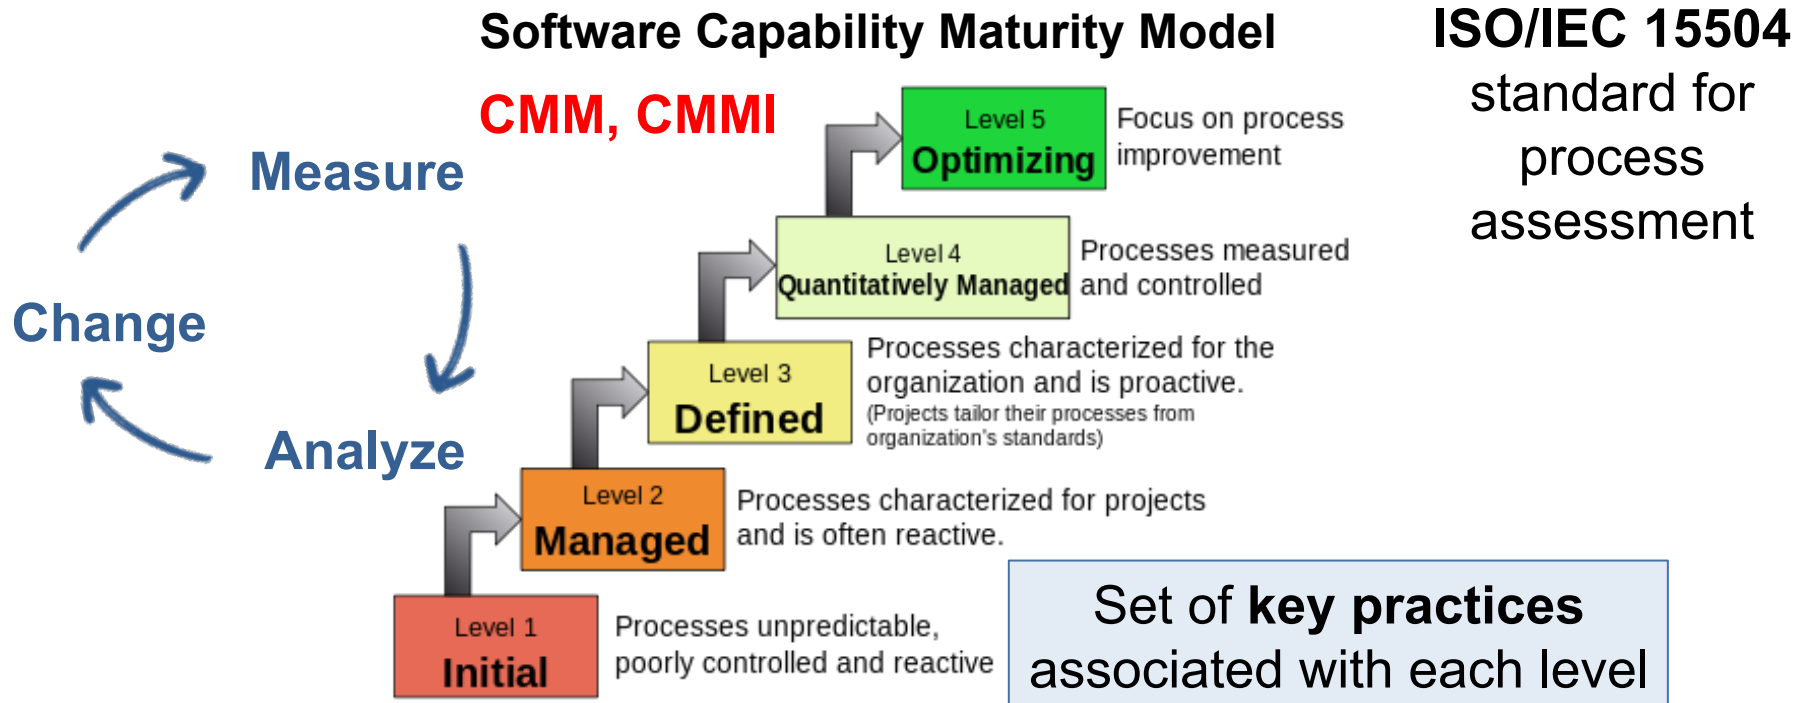 Software Capability Maturity Model
CMM, CMMI
ISO/IEC 15504
standard for
process
assessment
Measure
Change
Analyze
Level 5
Optimizing
Focus on process
improvement
Level 4
Quantitatively Managed
Processes measured
and controlled
Level 3
Defined
Processes characterized for the
organization and is proactive.
(Projects tailor their processes from
organization's standards)
Level 2
Managed
Processes characterized for projects
and is often reactive.
Level 1
Initial
Processes unpredictable,
poorly controlled and reactive
Set of key practices
associated with each level